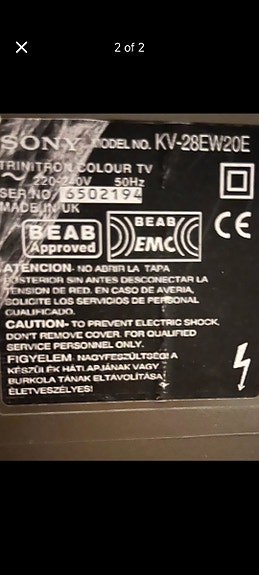 2 of 2
SONY MODEL NO. KV-28EW20E
TRINITRON COLOUR TV
~ 220-240V 50Hz
SER.NO. 5502194
MADE IN UK
BEAB
Approved
BEAB
EMC
CE
ATENCION- NO ABRIR LA TAPA
POSTERIOR SIN ANTES DESCONECTAR LA
TENSION DE RED. EN CASO DE AVERIA,
SOLICITE LOS SERVICIOS DE PERSONAL
CUALIFICADO.
CAUTION- TO PREVENT ELECTRIC SHOCK,
DON'T REMOVE COVER. FOR QUALIFIED
SERVICE PERSONNEL ONLY.
FIGYELEM NAGYFESZÜLTSÉG! A
KÉSZÜLÉK HÁTLAPJÁNAK VAGY
BURKOLATÁNAK ELTAVOLÍTÁSA
ÉLETVESZÉLYES!